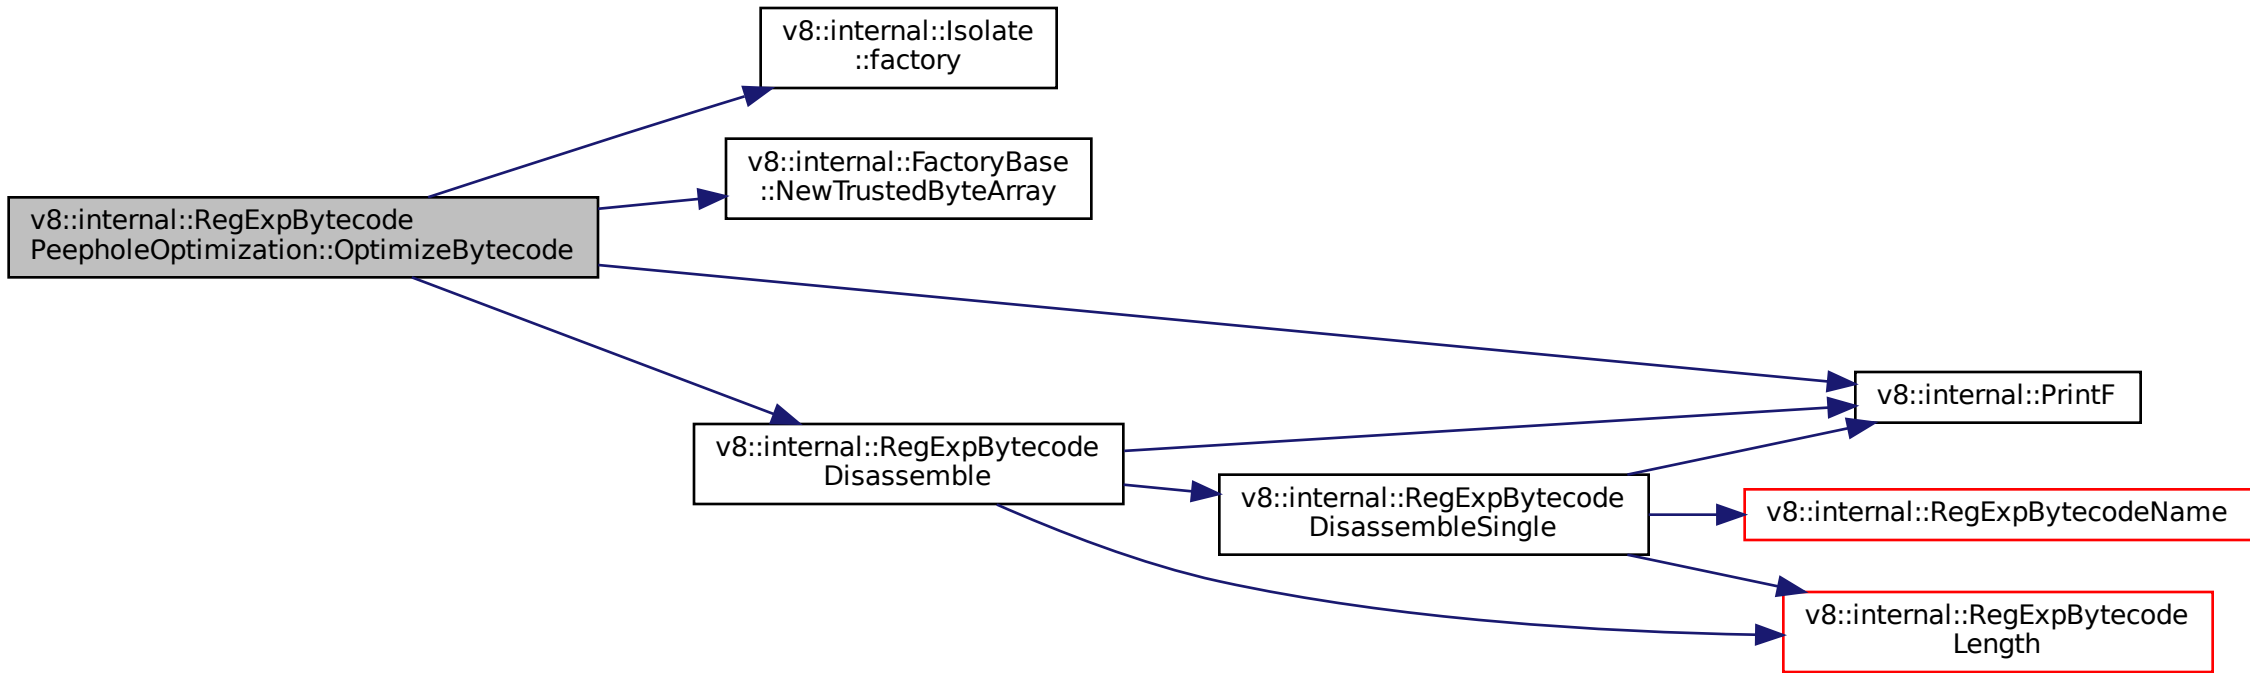 v8::internal::Isolate
::factory
v8::internal::FactoryBase
::NewTrustedByteArray
v8::internal::RegExpBytecode
PeepholeOptimization::OptimizeBytecode
v8::internal::PrintF
v8::internal::RegExpBytecode
Disassemble
v8::internal::RegExpBytecode
DisassembleSingle
v8::internal::RegExpBytecodeName
v8::internal::RegExpBytecode
Length